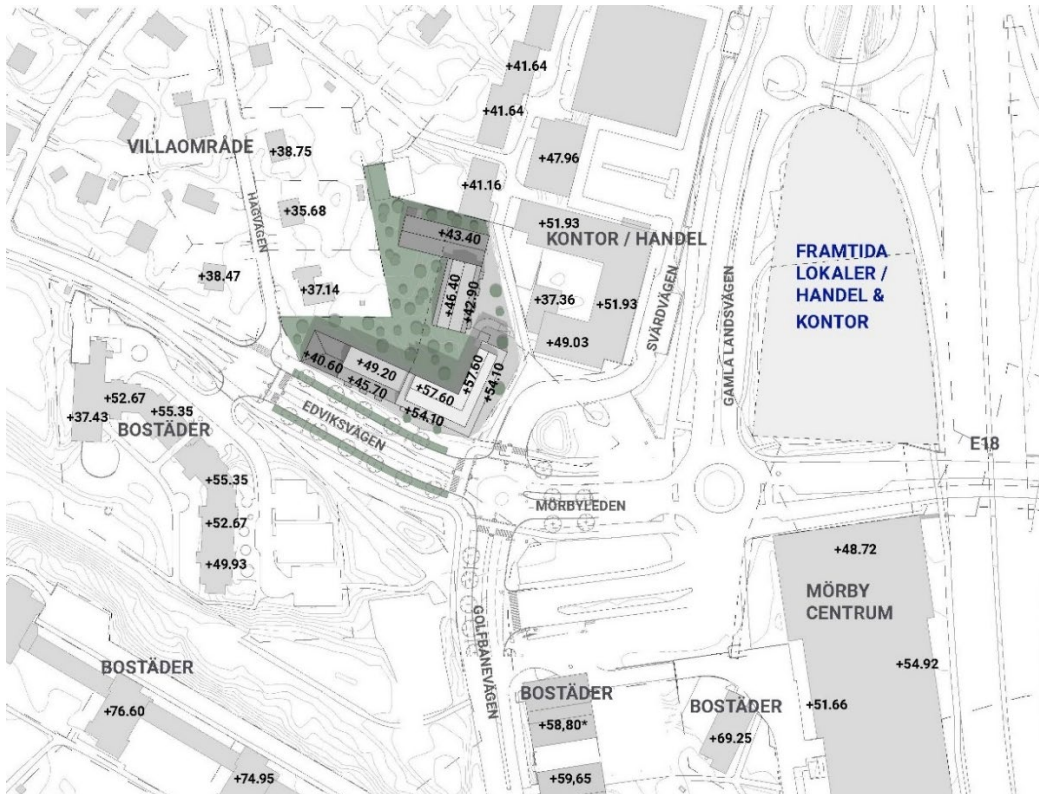 +41.64
+41.64
VILLAOMRÅDE
+38.75
+47.96
+41.16
HAGVÄGEN
+35.68
+51.93
+43.40
KONTOR / HANDEL
FRAMTIDA
LOKALER /
HANDEL &
KONTOR
+38.47
+37.14
+46.40
+42.90
+37.36
+51.93
+49.03
SVÄRDVÄGEN
GAMLA LANDSVÄGEN
+40.60
+49.20
+45.70
+57.60
+57.60
+54.10
+54.10
EDVIKSVÄGEN
+52.67
+55.35
+37.43
BOSTÄDER
E18
+55.35
+52.67
+49.93
MÖRBYLEDEN
+48.72
MÖRBY
CENTRUM
GOLFBANEVÄGEN
+54.92
BOSTÄDER
+76.60
+74.95
BOSTÄDER
+58,80*
+59,65
BOSTÄDER
+69.25
+51.66